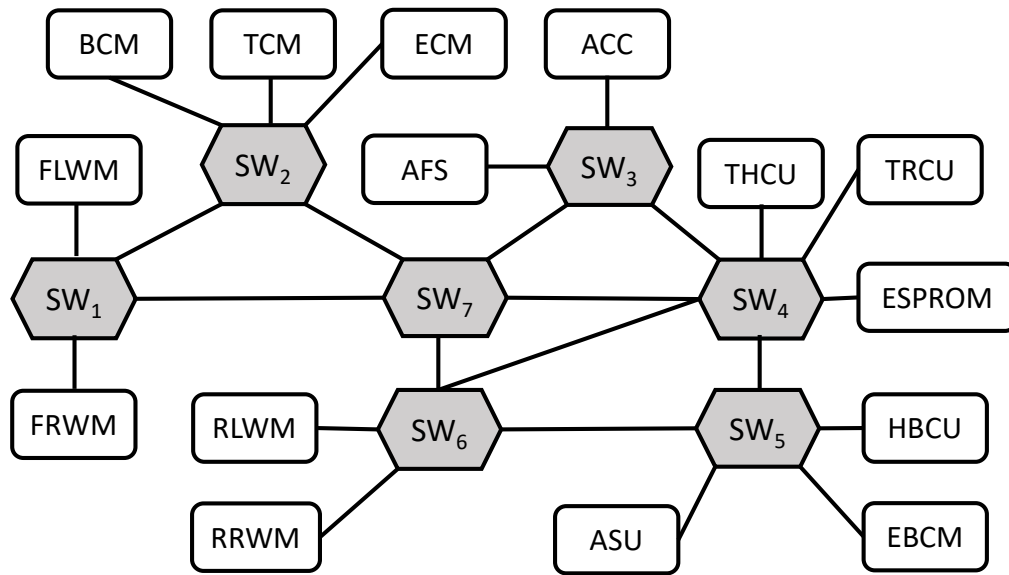 BCM
TCM
ECM
ACC
FLWM
SW₂
AFS
SW₃
THCU
TRCU
SW₁
SW₇
SW₄
ESPROM
FRWM
RLWM
SW₆
SW₅
HBCU
RRWM
ASU
EBCM